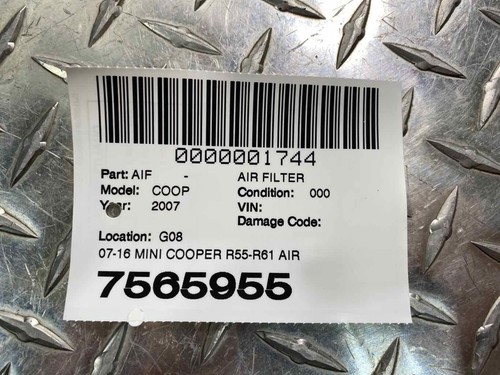 0000001744
Part: AIF - AIR FILTER
Model: COOP Condition: 000
Year: 2007 VIN:
Damage Code:
Location: G08
07-16 MINI COOPER R55-R61 AIR
7565955